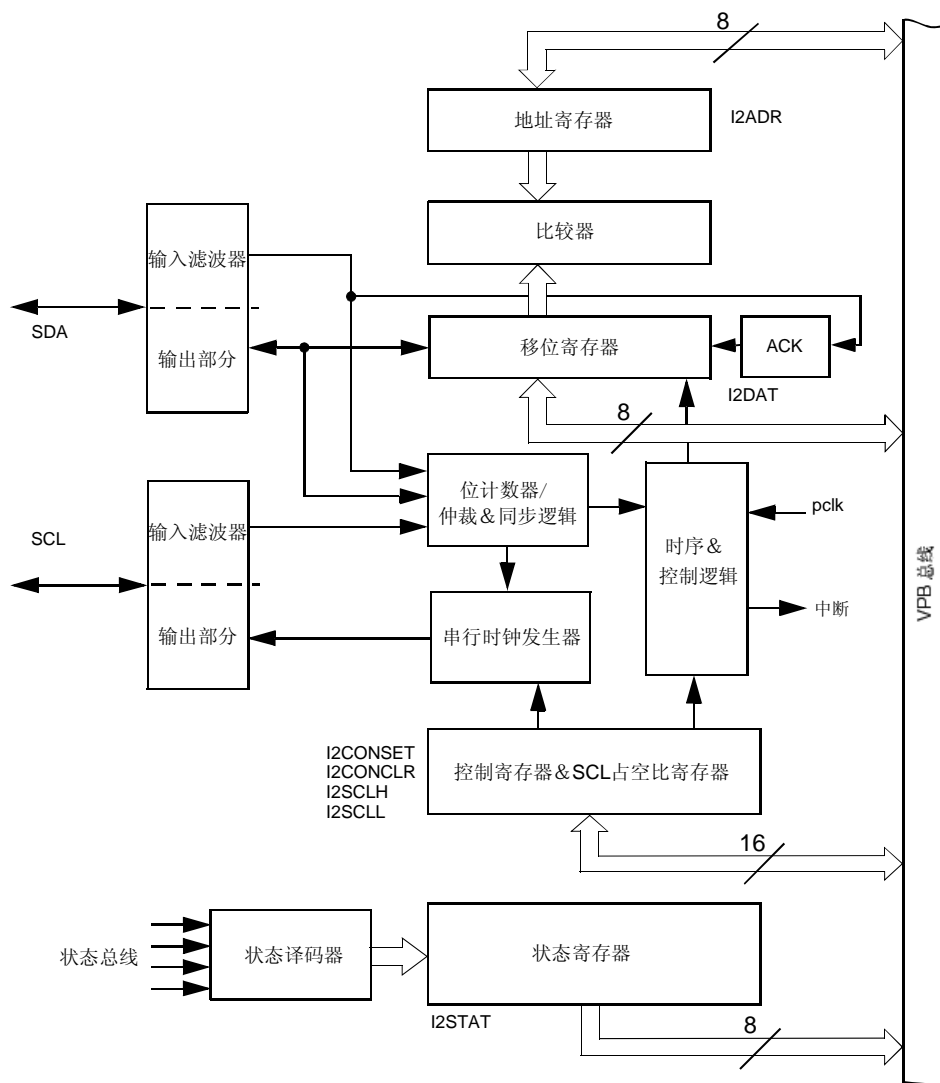 8
地址寄存器
I2ADR
比较器
输入滤波器
SDA
输出部分
移位寄存器
ACK
I2DAT
8
位计数器/
仲裁&同步逻辑
SCL
输入滤波器
输出部分
时序&
控制逻辑
pclk
中断
VPB 总线
串行时钟发生器
I2CONSET
I2CONCLR
I2SCLH
I2SCLL
控制寄存器&SCL占空比寄存器
16
状态总线
状态译码器
状态寄存器
I2STAT
8